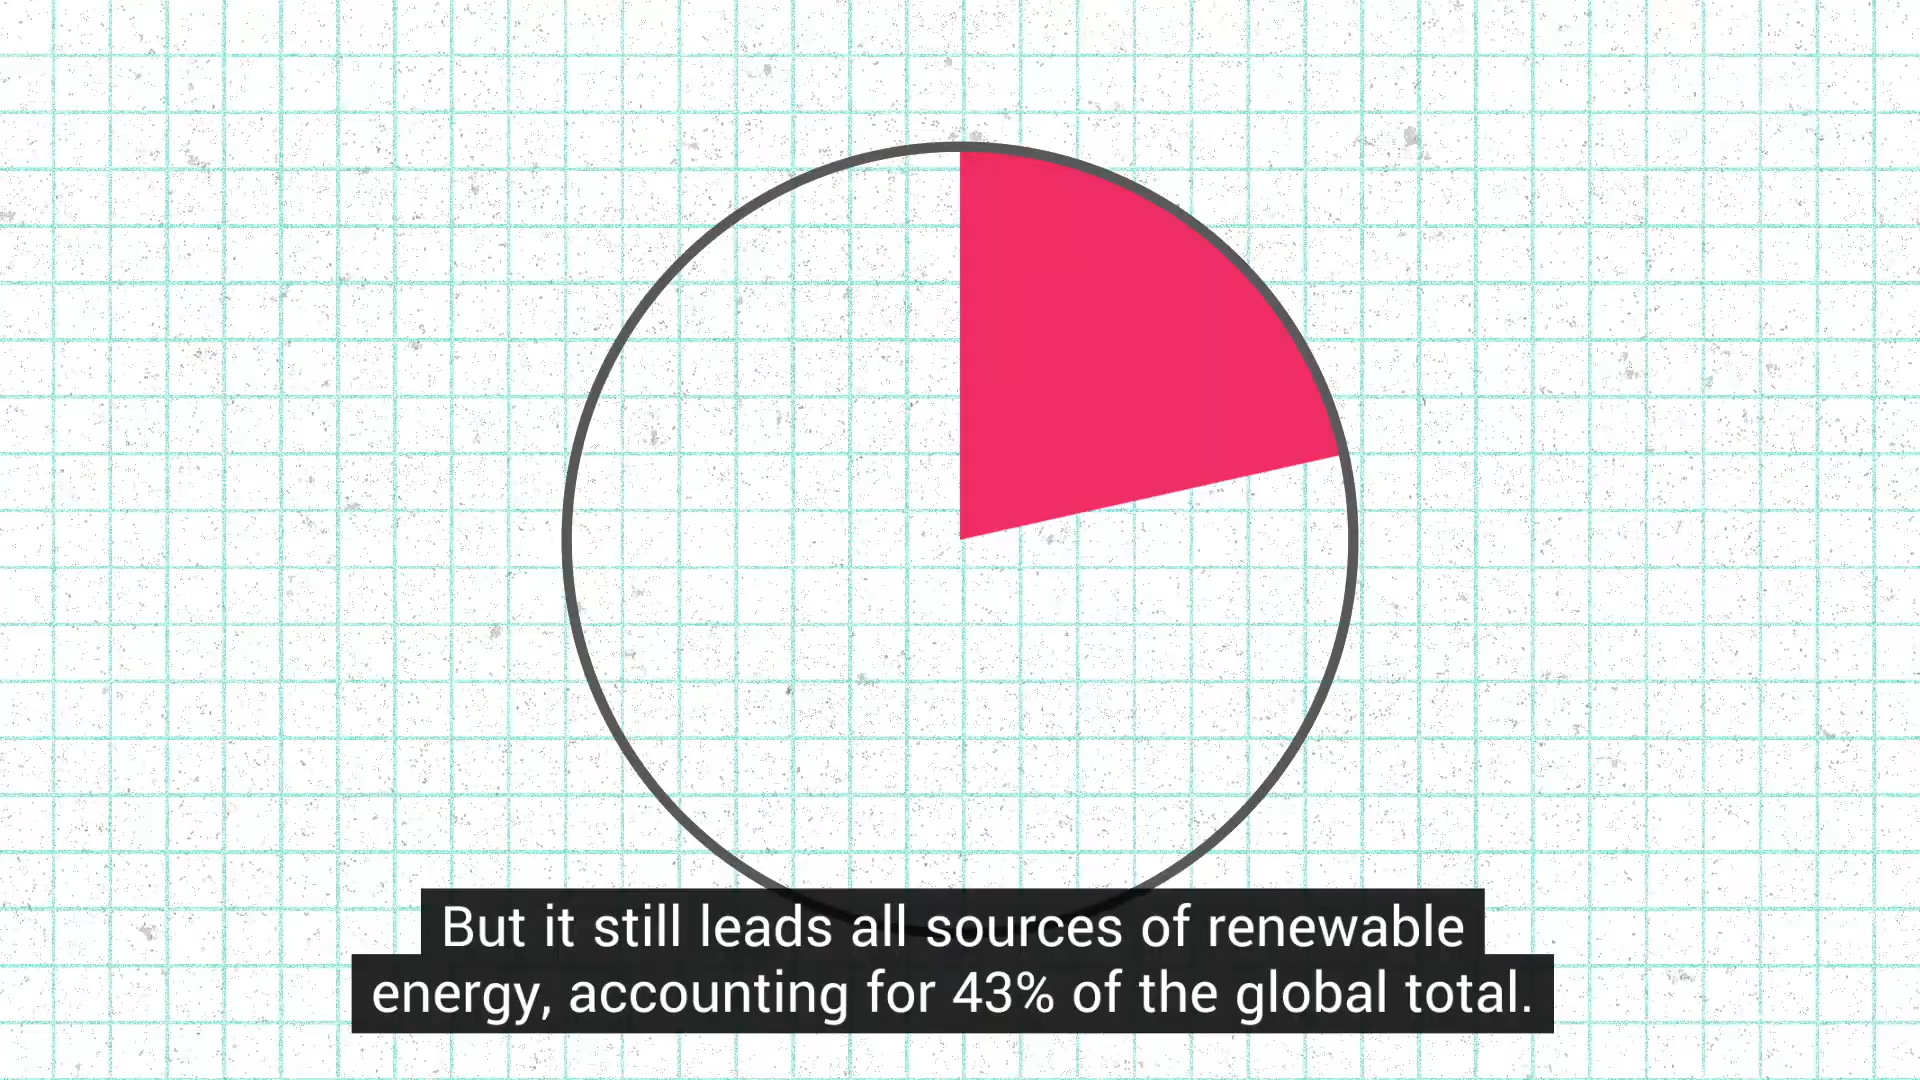 But it still leads all sources of renewable
energy, accounting for 43% of the global total.